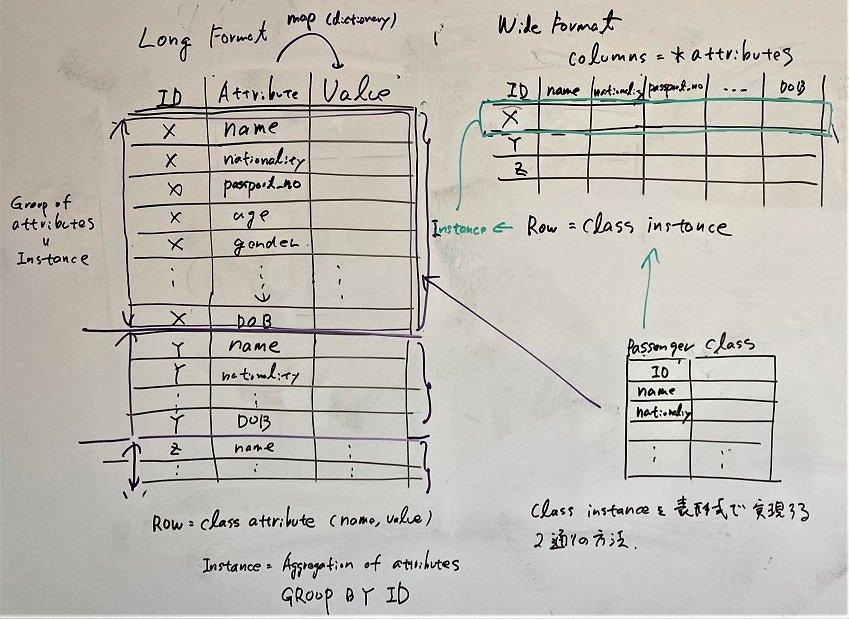 Long Format
map (dictionary)
ID Attribute Value
X name
X nationality
X passport_no
X age
X gender
⋮ ⋮ ⋮
X DOB
Y name
Y nationality
⋮ ⋮
Y DOB
Z name ⋮
⋮ ⋮ ⋮
Group of
attributes
Instance
Row = class attribute (name, value)
Instance = Aggregation of attributes
GROUP BY ID
Wide Format
columns = * attributes
ID name nationality passport_no --- DOB
X
Y
Z
Instance ← Row = Class instance
Passenger class
ID
name
nationality
⋮ ⋮
Class instance を表形式で実現する
2通りの方法.